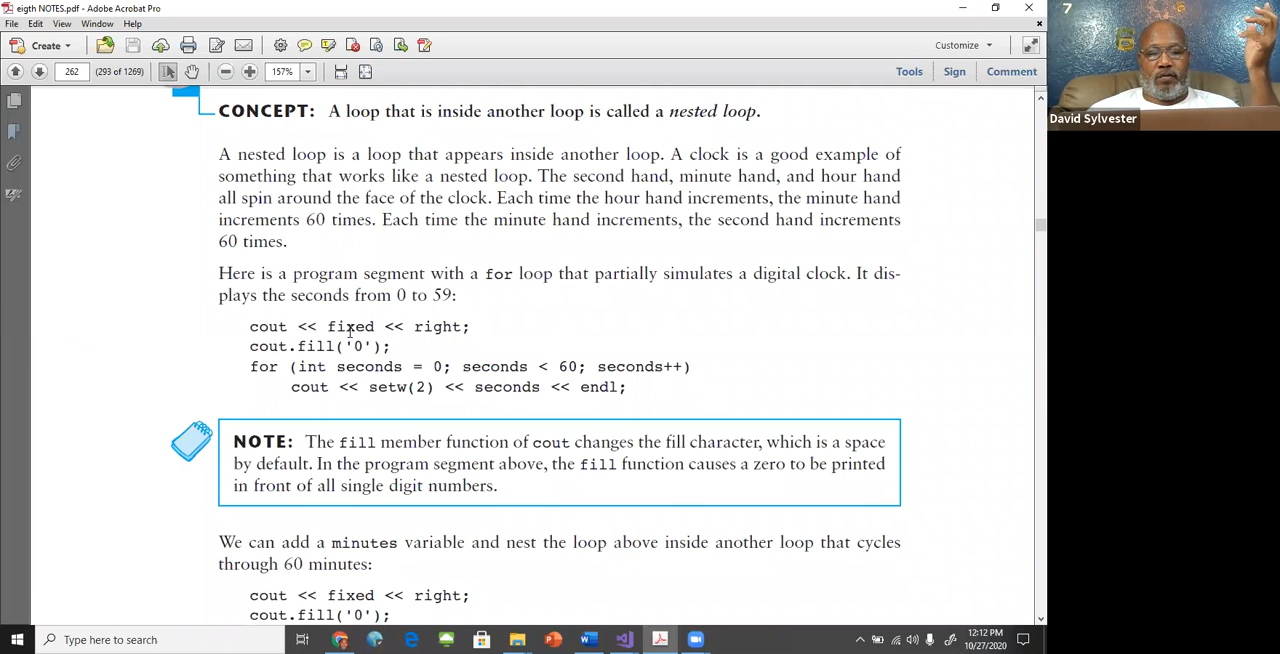 eigth NOTES.pdf - Adobe Acrobat Pro
File Edit View Window Help
Create
Customize
262 (293 of 1269) 157%
Tools Sign Comment
7
David Sylvester
CONCEPT: A loop that is inside another loop is called a nested loop.
A nested loop is a loop that appears inside another loop. A clock is a good example of
something that works like a nested loop. The second hand, minute hand, and hour hand
all spin around the face of the clock. Each time the hour hand increments, the minute hand
increments 60 times. Each time the minute hand increments, the second hand increments
60 times.
Here is a program segment with a for loop that partially simulates a digital clock. It dis-
plays the seconds from 0 to 59:
cout << fixed << right;
cout.fill('0');
for (int seconds = 0; seconds < 60; seconds++)
cout << setw(2) << seconds << endl;
NOTE: The fill member function of cout changes the fill character, which is a space
by default. In the program segment above, the fill function causes a zero to be printed
in front of all single digit numbers.
We can add a minutes variable and nest the loop above inside another loop that cycles
through 60 minutes:
cout << fixed << right;
cout.fill('0');
Type here to search
12:12 PM
10/27/2020